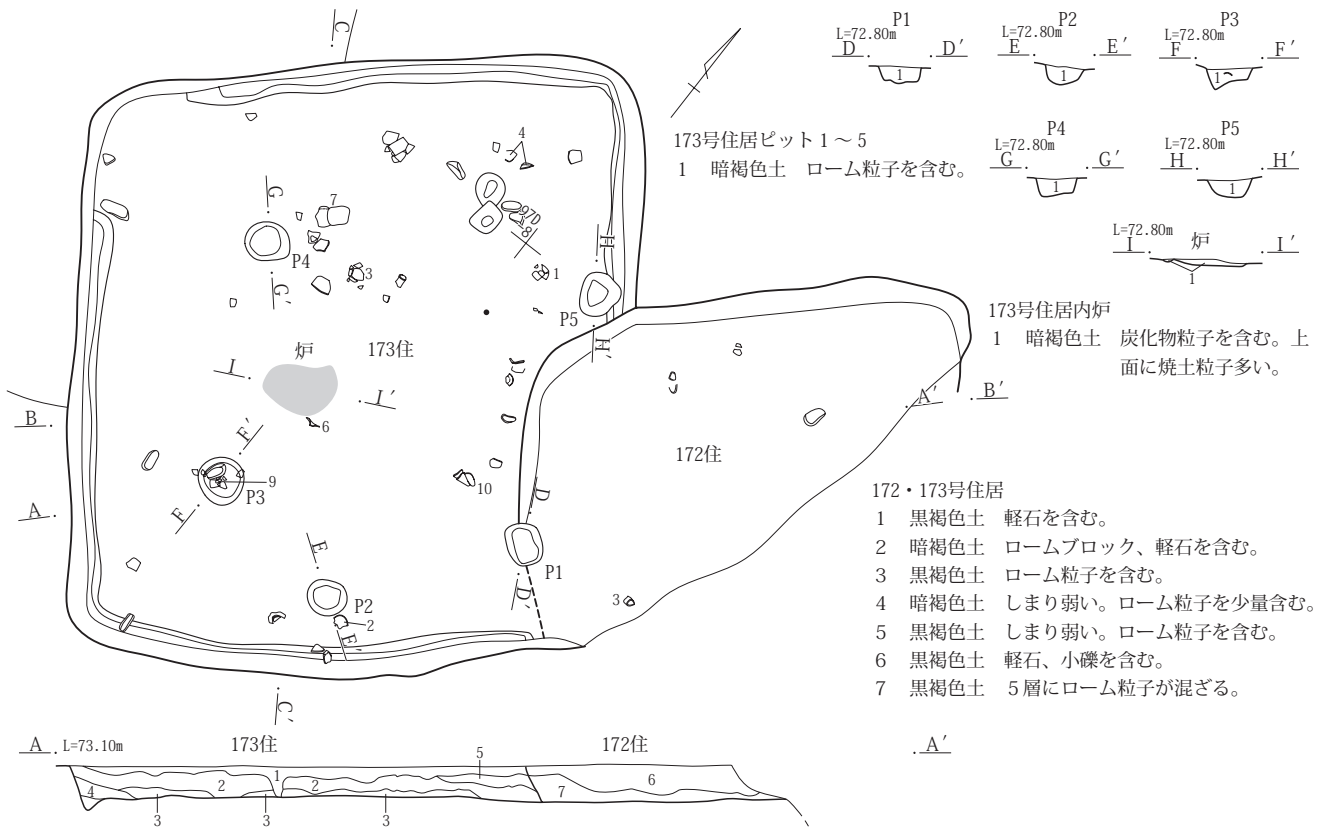 C
P1
L=72.80m
D D′
1
P2
L=72.80m
E E′
1
P3
L=72.80m
F F′
1
173号住居ピット1～5
1 暗褐色土 ローム粒子を含む。
P4
L=72.80m
G G′
1
P5
L=72.80m
H H′
1
L=72.80m
I 炉 I′
1
173号住居内炉
1 暗褐色土 炭化物粒子を含む。上
面に焼土粒子多い。
4
G
7
P4
G′
3
970
-8
H
1
P5
H′
炉
173住
I
I′
6
B
A
F′
9
P3
F
10
D
P1
D′
E
P2
2
E′
C′
172住
A′
B′
3
172・173号住居
1 黒褐色土 軽石を含む。
2 暗褐色土 ロームブロック、軽石を含む。
3 黒褐色土 ローム粒子を含む。
4 暗褐色土 しまり弱い。ローム粒子を少量含む。
5 黒褐色土 しまり弱い。ローム粒子を含む。
6 黒褐色土 軽石、小礫を含む。
7 黒褐色土 5層にローム粒子が混ざる。
A L=73.10m 173住 172住 A′
5
1
4 2 2 7 6
3 3 3